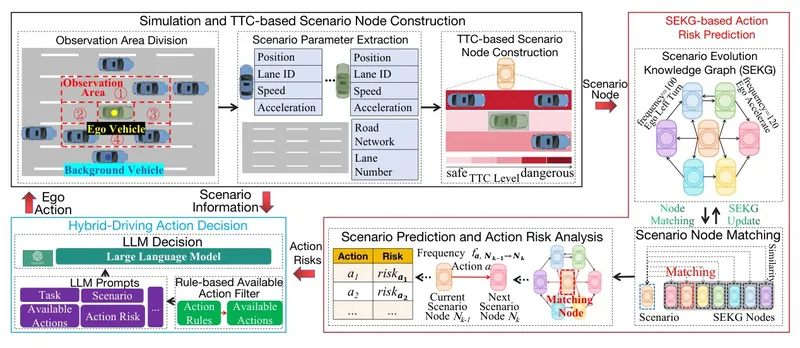 Simulation and TTC-based Scenario Node Construction
Observation Area Division
Observation
Area
①
②
③
④
Ego Vehicle
Background Vehicle
Scenario Parameter Extraction
Position
Lane ID
Speed
Acceleration
Position
Lane ID
Speed
Acceleration
Road
Network
Lane
Number
TTC-based Scenario
Node Construction
safe
dangerous
TTC Level
Scenario
Node
SEKG-based Action
Risk Prediction
Scenario Evolution
Knowledge Graph (SEKG)
frequency=100
Ego Left Turn
frequency=120
Ego Accelerate
Node
Matching
SEKG
Update
Scenario Node Matching
Similarity
Matching
Scenario
SEKG Nodes
Scenario Prediction and Action Risk Analysis
Action
Risk
a1
riska1
a2
riska2
...
...
Frequency fa, Nk-1→Nk
Action a
Current
Scenario
Node Nk-1
Next
Scenario
Node Nk
Matching
Node
Action
Risks
Ego
Action
Scenario
Information
Hybrid-Driving Action Decision
LLM Decision
Large Language Model
LLM Prompts
Task
Scenario
Available
Actions
Action Risk
...
Rule-based Available
Action Filter
Action
Rules
Available
Actions